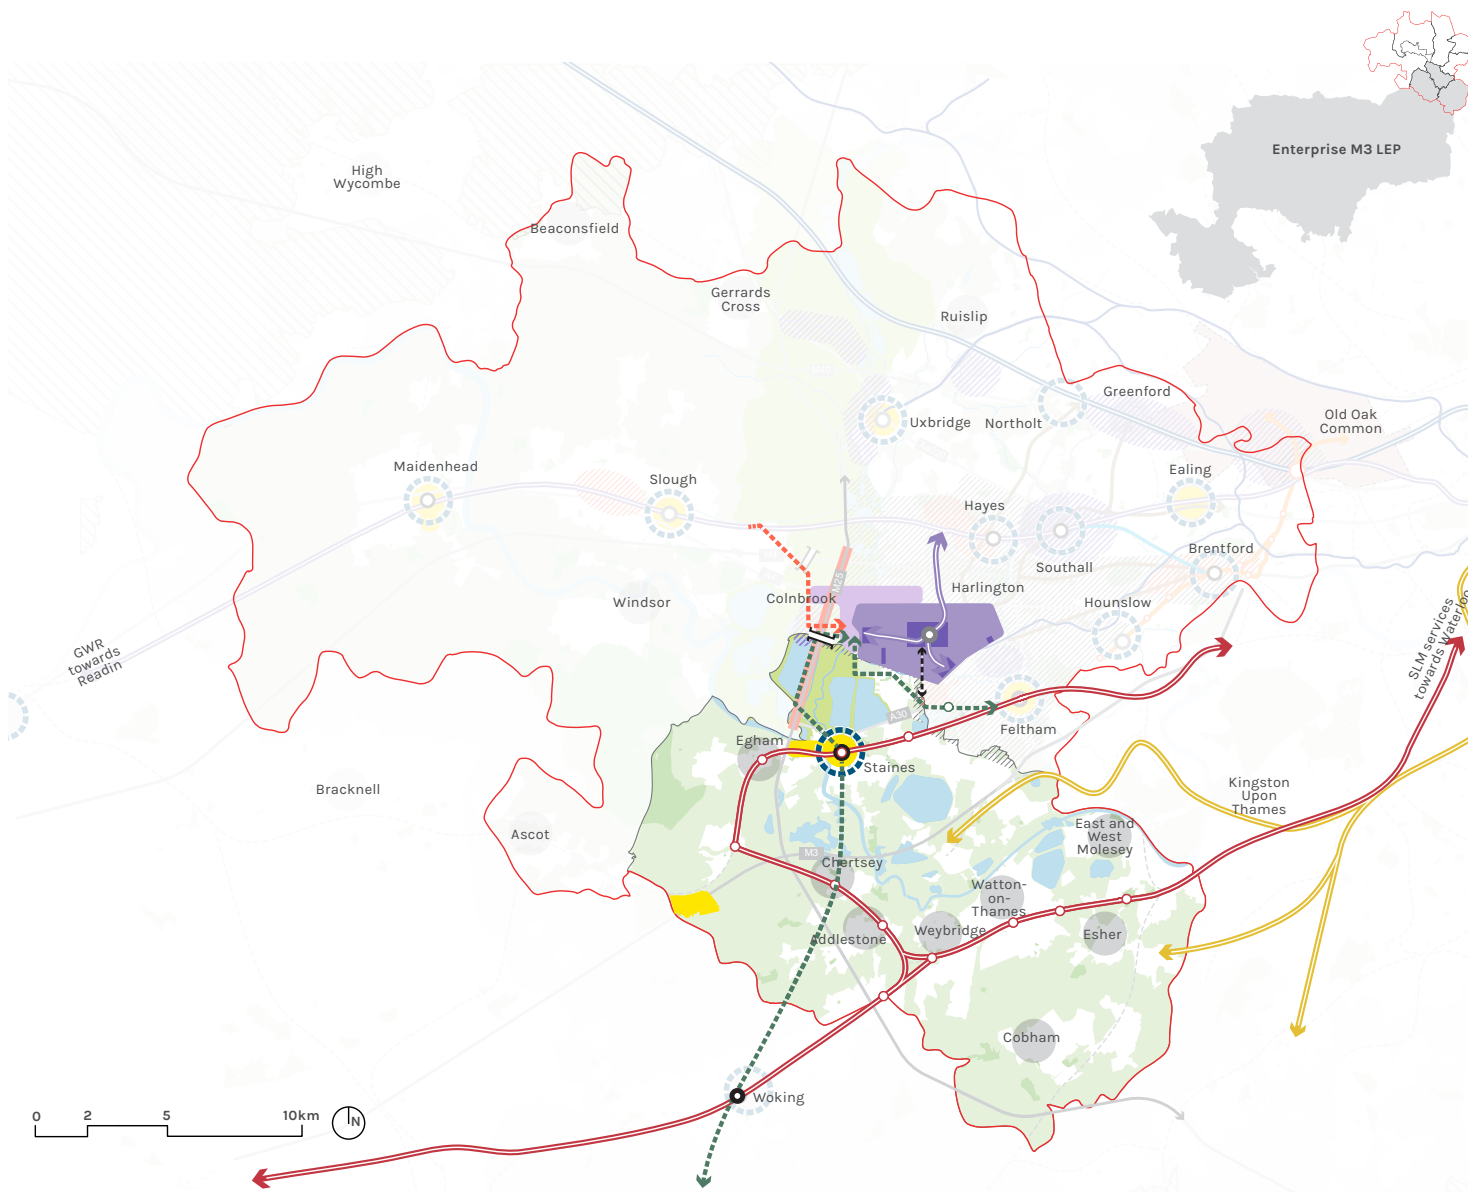 Enterprise M3 LEP
High
Wycombe
Beaconsfield
Gerrards
Cross
Ruislip
M40
Greenford
Old Oak
Common
Uxbridge
Northolt
Maidenhead
Slough
Ealing
Hayes
Southall
Brentford
M25
Harlington
Colnbrook
Windsor
Hounslow
GWR
towards
Readin
SLM services
towards Waterloo
A30
Egham
Staines
Feltham
Bracknell
Kingston
Upon
Thames
Ascot
East and
West
Molesey
M3
Chertsey
Watton-
on-
Thames
Addlestone
Weybridge
Esher
Cobham
Woking
0
2
5
10km
N